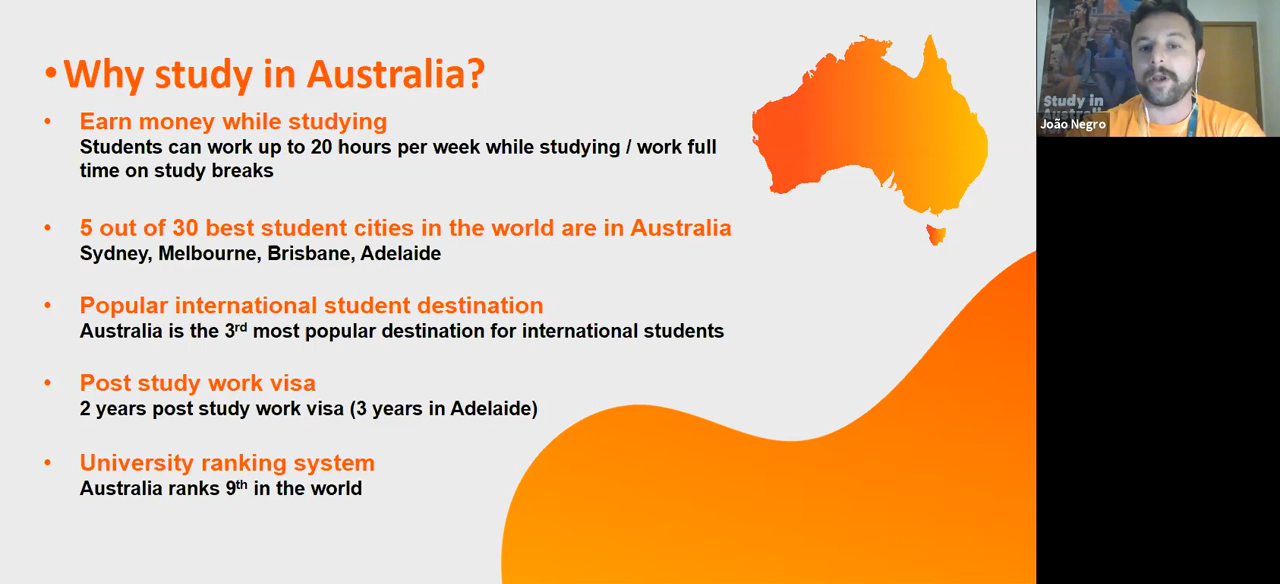 • Why study in Australia?
• Earn money while studying
Students can work up to 20 hours per week while studying / work full
time on study breaks
• 5 out of 30 best student cities in the world are in Australia
Sydney, Melbourne, Brisbane, Adelaide
• Popular international student destination
Australia is the 3rd most popular destination for international students
• Post study work visa
2 years post study work visa (3 years in Adelaide)
• University ranking system
Australia ranks 9th in the world
Study in
João Negro